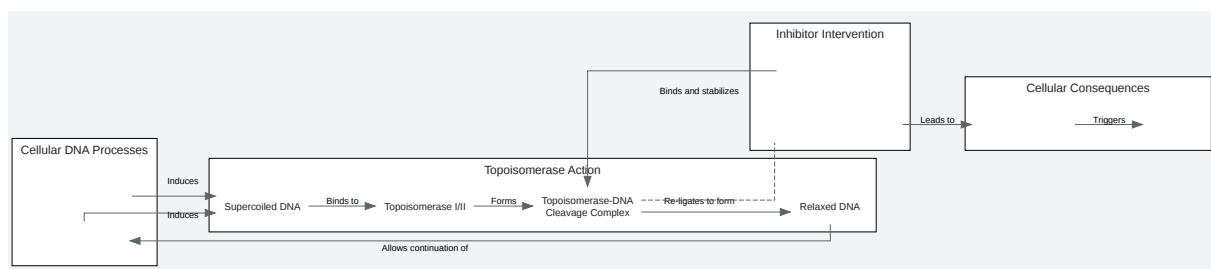 Inhibitor Intervention
Binds and stabilizes
Cellular Consequences
Leads to
Triggers
Cellular DNA Processes
Induces
Induces
Topoisomerase Action
Supercoiled DNA
Binds to
Topoisomerase I/II
Forms
Topoisomerase-DNA
Cleavage Complex
Re-ligates to form
Relaxed DNA
Allows continuation of